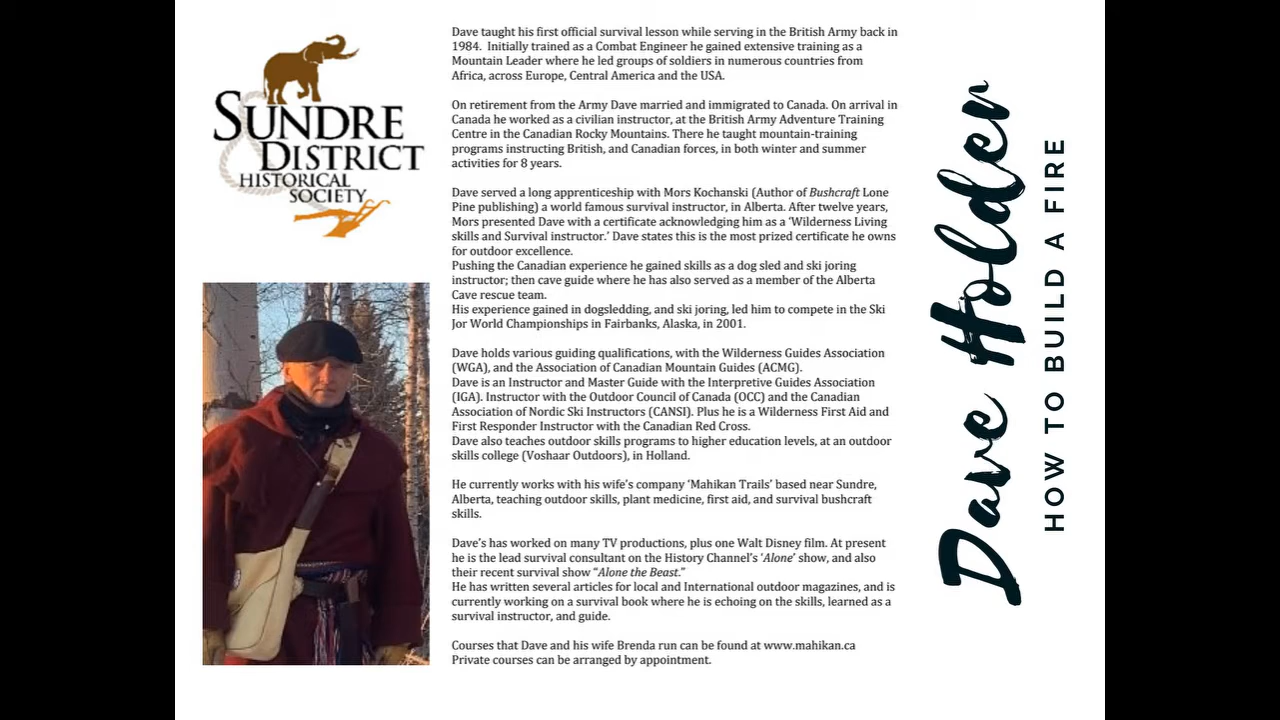 SUNDRE
DISTRICT
HISTORICAL
SOCIETY
Dave taught his first official survival lesson while serving in the British Army back in
1984.  Initially trained as a Combat Engineer he gained extensive training as a
Mountain Leader where he led groups of soldiers in numerous countries from
Africa, across Europe, Central America and the USA.
On retirement from the Army Dave married and immigrated to Canada. On arrival in
Canada he worked as a civilian instructor, at the British Army Adventure Training
Centre in the Canadian Rocky Mountains. There he taught mountain-training
programs instructing British, and Canadian forces, in both winter and summer
activities for 8 years.
Dave served a long apprenticeship with Mors Kochanski (Author of Bushcraft Lone
Pine publishing) a world famous survival instructor, in Alberta. After twelve years,
Mors presented Dave with a certificate acknowledging him as a ‘Wilderness Living
skills and Survival instructor.’ Dave states this is the most prized certificate he owns
for outdoor excellence.
Pushing the Canadian experience he gained skills as a dog sled and ski joring
instructor; then cave guide where he has also served as a member of the Alberta
Cave rescue team.
His experience gained in dogsledding, and ski joring, led him to compete in the Ski
Jor World Championships in Fairbanks, Alaska, in 2001.
Dave holds various guiding qualifications, with the Wilderness Guides Association
(WGA), and the Association of Canadian Mountain Guides (ACMG).
Dave is an Instructor and Master Guide with the Interpretive Guides Association
(IGA). Instructor with the Outdoor Council of Canada (OCC) and the Canadian
Association of Nordic Ski Instructors (CANSI). Plus he is a Wilderness First Aid and
First Responder Instructor with the Canadian Red Cross.
Dave also teaches outdoor skills programs to higher education levels, at an outdoor
skills college (Voshaar Outdoors), in Holland.
He currently works with his wife’s company ‘Mahikan Trails’ based near Sundre,
Alberta, teaching outdoor skills, plant medicine, first aid, and survival bushcraft
skills.
Dave’s has worked on many TV productions, plus one Walt Disney film. At present
he is the lead survival consultant on the History Channel’s ‘Alone’ show, and also
their recent survival show “Alone the Beast.”
He has written several articles for local and International outdoor magazines, and is
currently working on a survival book where he is echoing on the skills, learned as a
survival instructor, and guide.
Courses that Dave and his wife Brenda run can be found at www.mahikan.ca
Private courses can be arranged by appointment.
Dave Holder
HOW TO BUILD A FIRE